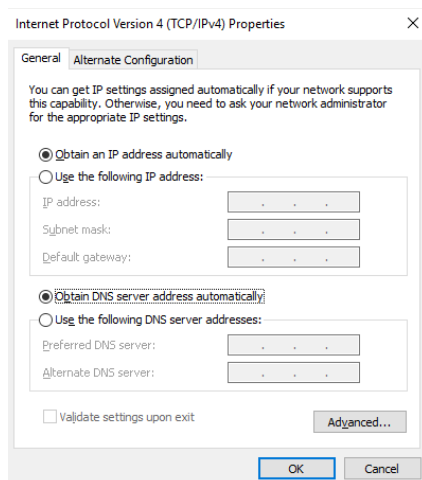 Internet Protocol Version 4 (TCP/IPv4) Properties
General Alternate Configuration
You can get IP settings assigned automatically if your network supports
this capability. Otherwise, you need to ask your network administrator
for the appropriate IP settings.
Obtain an IP address automatically
Use the following IP address:
IP address:
Subnet mask:
Default gateway:
Obtain DNS server address automatically
Use the following DNS server addresses:
Preferred DNS server:
Alternate DNS server:
Validate settings upon exit
Advanced...
OK Cancel